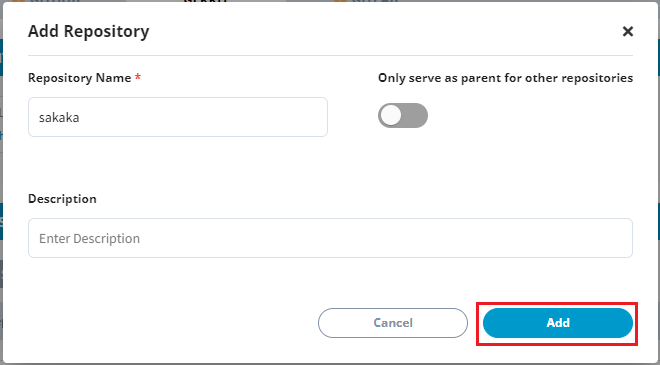 Add Repository
Repository Name *
Only serve as parent for other repositories
sakaka
Description
Enter Description
Cancel
Add